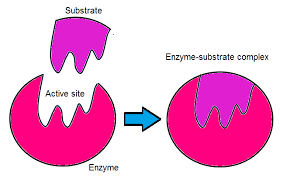 Substrate
Enzyme-substrate complex
Active site
Enzyme